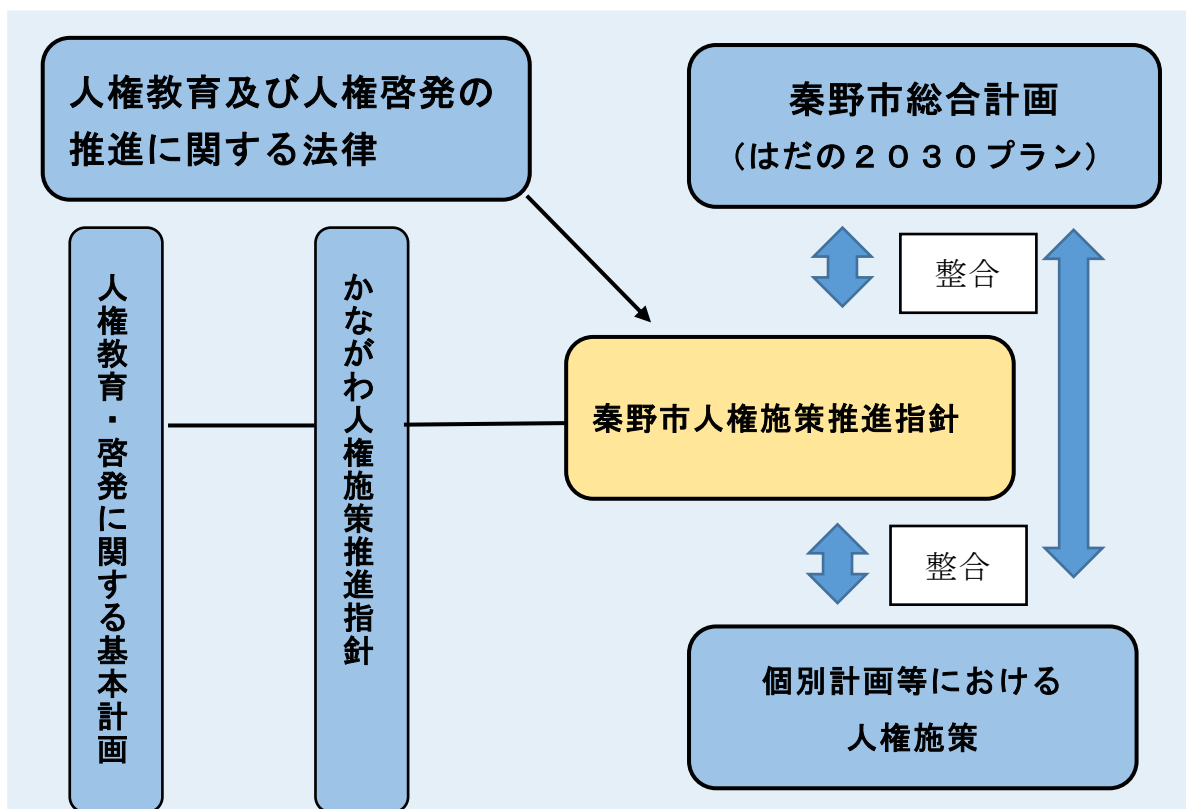 人権教育及び人権啓発の
推進に関する法律
秦野市総合計画
(はだの2030プラン)
整合
人権教育・啓発に関する基本計画
かながわ人権施策推進指針
秦野市人権施策推進指針
整合
個別計画等における
人権施策